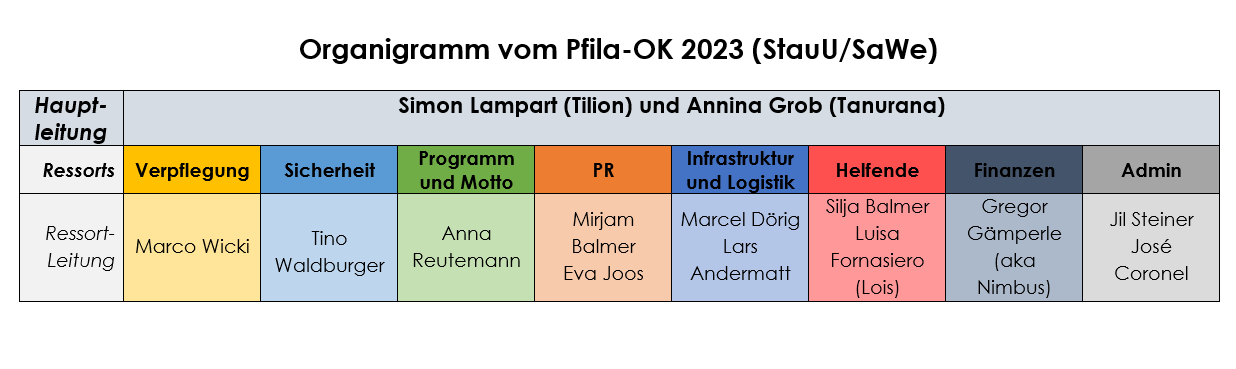 Organigramm vom Pfila-OK 2023 (StauU/SaWe)
Haupt-
leitung
Simon Lampart (Tilion) und Annina Grob (Tanurana)
Ressorts
Verpflegung
Sicherheit
Programm
und Motto
PR
Infrastruktur
und Logistik
Helfende
Finanzen
Admin
Ressort-
Leitung
Marco Wicki
Tino
Waldburger
Anna
Reutemann
Mirjam
Balmer
Eva Joos
Marcel Dörig
Lars
Andermatt
Silja Balmer
Luisa
Fornasiero
(Lois)
Gregor
Gämperle
(aka
Nimbus)
Jil Steiner
José
Coronel